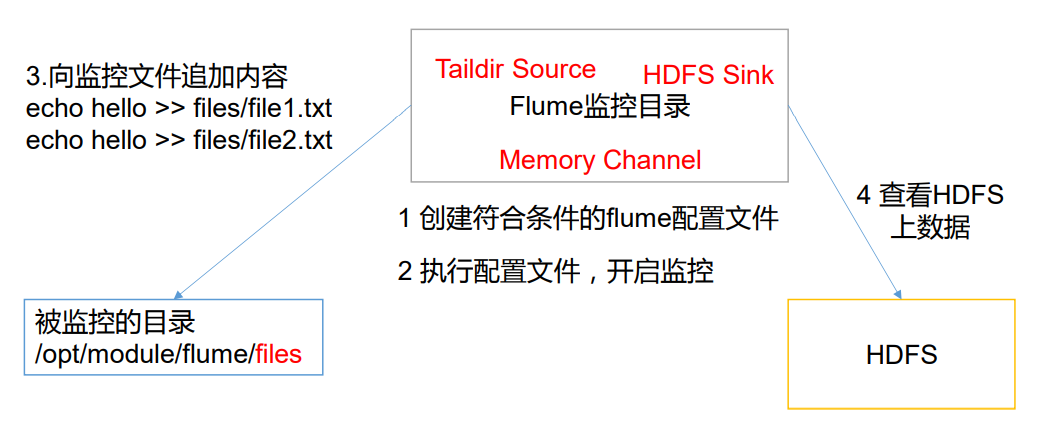 3.向监控文件追加内容
echo hello >> files/file1.txt
echo hello >> files/file2.txt
Taildir Source
HDFS Sink
Flume监控目录
Memory Channel
1 创建符合条件的flume配置文件
2 执行配置文件，开启监控
4 查看HDFS
上数据
被监控的目录
/opt/module/flume/files
HDFS